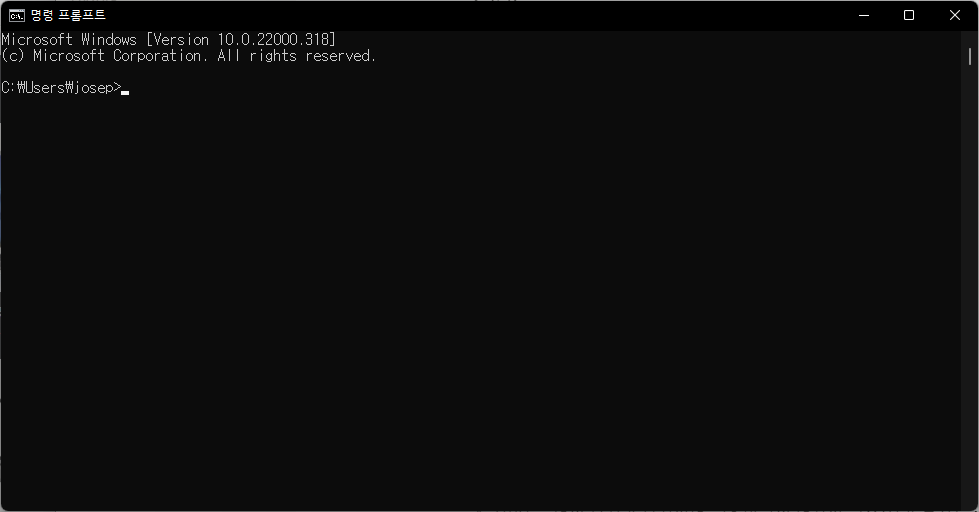 명령 프롬프트
Microsoft Windows [Version 10.0.22000.318]
(c) Microsoft Corporation. All rights reserved.
C:₩Users₩josep>